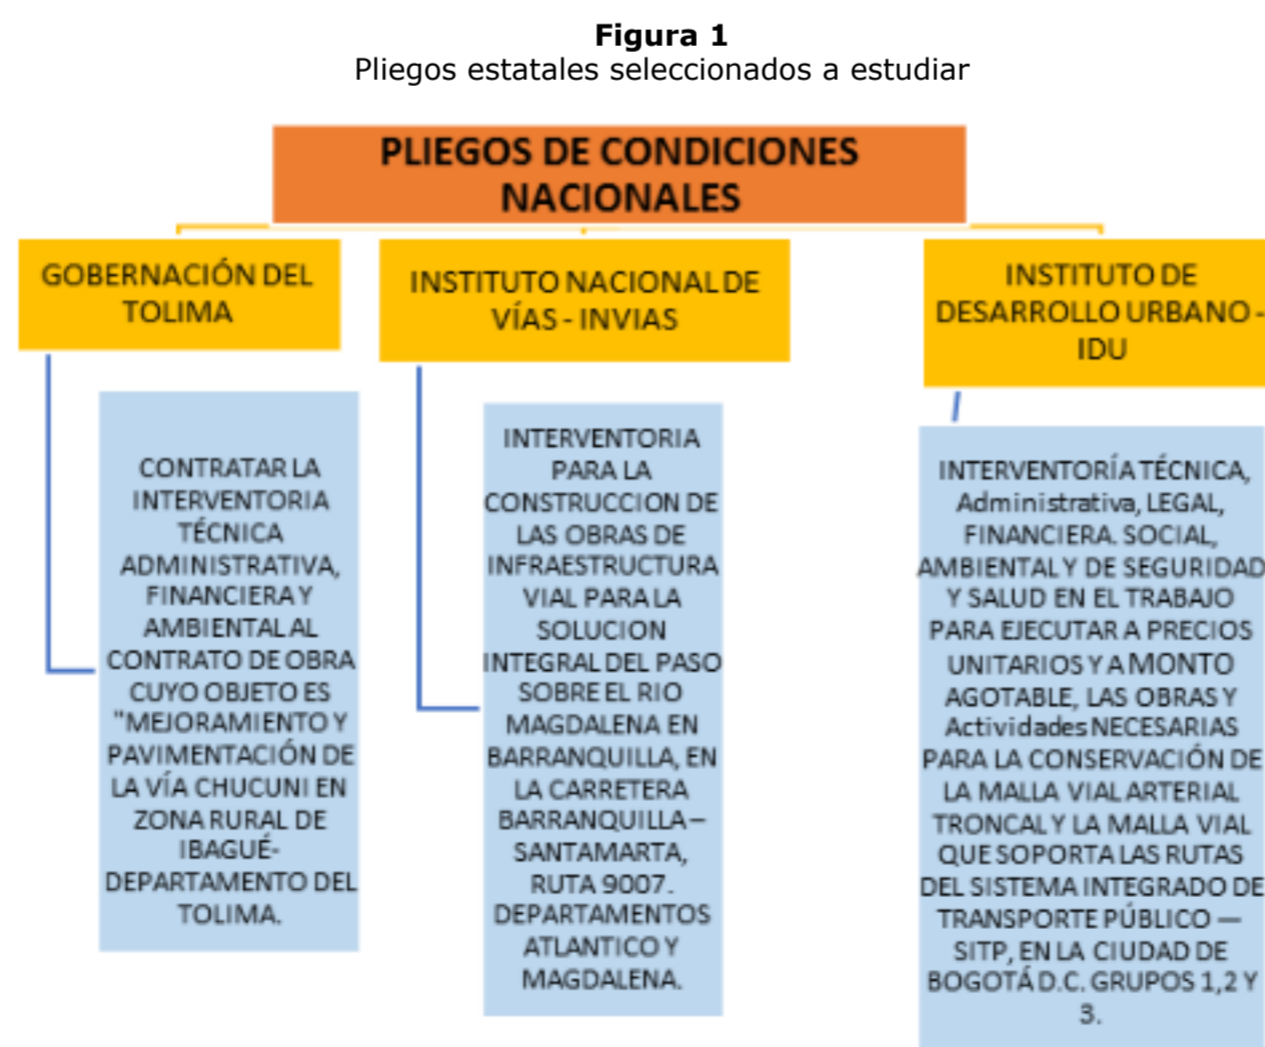 Figura 1
Pliegos estatales seleccionados a estudiar
PLIEGOS DE CONDICIONES
NACIONALES
GOBERNACIÓN DEL
TOLIMA
CONTRATAR LA
INTERVENTORIA
TÉCNICA
ADMINISTRATIVA,
FINANCIERA Y
AMBIENTAL AL
CONTRATO DE OBRA
CUYO OBJETO ES
"MEJORAMIENTO Y
PAVIMENTACIÓN DE
LA VÍA CHUCUNI EN
ZONA RURAL DE
IBAGUÉ-
DEPARTAMENTO DEL
TOLIMA.
INSTITUTO NACIONAL DE
VÍAS - INVIAS
INTERVENTORIA
PARA LA
CONSTRUCCION DE
LAS OBRAS DE
INFRAESTRUCTURA
VIAL PARA LA
SOLUCION
INTEGRAL DEL PASO
SOBRE EL RIO
MAGDALENA EN
BARRANQUILLA, EN
LA CARRETERA
BARRANQUILLA –
SANTAMARTA,
RUTA 9007.
DEPARTAMENTOS
ATLANTICO Y
MAGDALENA.
INSTITUTO DE
DESARROLLO URBANO -
IDU
INTERVENTORÍA TÉCNICA,
Administrativa, LEGAL,
FINANCIERA. SOCIAL,
AMBIENTAL Y DE SEGURIDAD
Y SALUD EN EL TRABAJO
PARA EJECUTAR A PRECIOS
UNITARIOS Y A MONTO
AGOTABLE, LAS OBRAS Y
Actividades NECESARIAS
PARA LA CONSERVACIÓN DE
LA MALLA VIAL ARTERIAL
TRONCAL Y LA MALLA VIAL
QUE SOPORTA LAS RUTAS
DEL SISTEMA INTEGRADO DE
TRANSPORTE PÚBLICO —
SITP, EN LA CIUDAD DE
BOGOTÁ D.C. GRUPOS 1,2 Y
3.